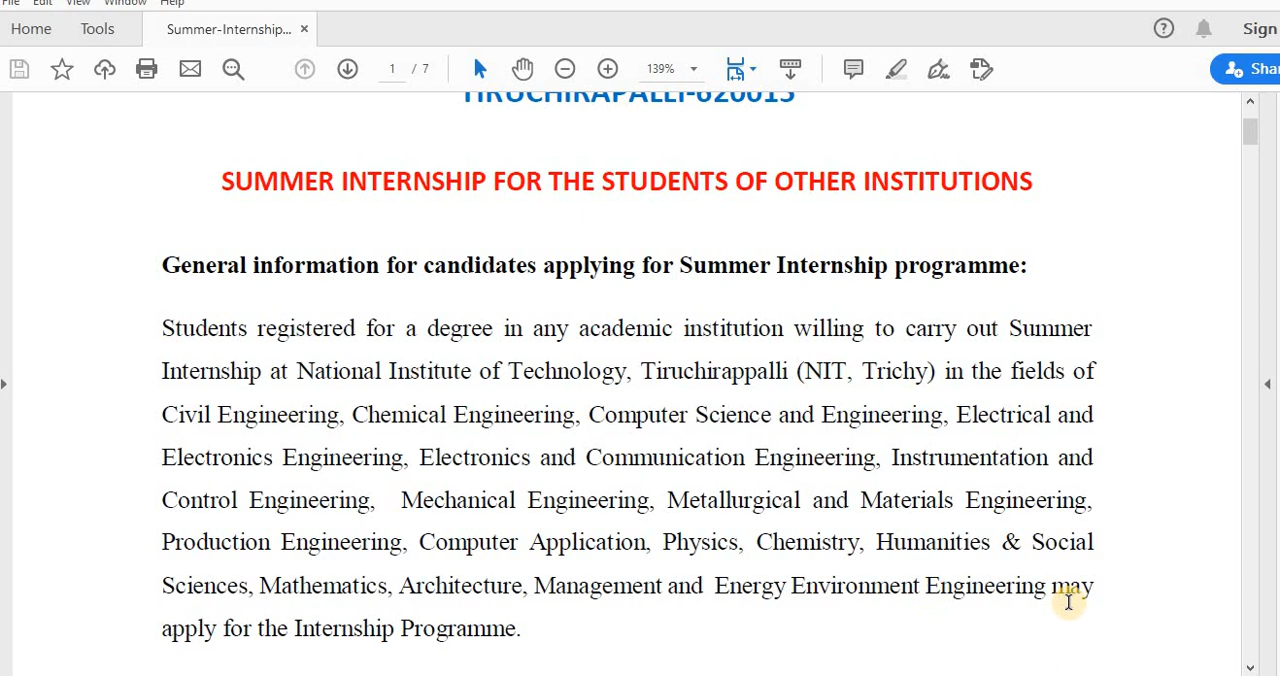 File Edit View Window Help
Home Tools Summer-Internship... × ? Sign
1 / 7 139% Shar
TIRUCHIRAPALLI-620015
SUMMER INTERNSHIP FOR THE STUDENTS OF OTHER INSTITUTIONS
General information for candidates applying for Summer Internship programme:
Students registered for a degree in any academic institution willing to carry out Summer
Internship at National Institute of Technology, Tiruchirappalli (NIT, Trichy) in the fields of
Civil Engineering, Chemical Engineering, Computer Science and Engineering, Electrical and
Electronics Engineering, Electronics and Communication Engineering, Instrumentation and
Control Engineering, Mechanical Engineering, Metallurgical and Materials Engineering,
Production Engineering, Computer Application, Physics, Chemistry, Humanities & Social
Sciences, Mathematics, Architecture, Management and Energy Environment Engineering may
apply for the Internship Programme.